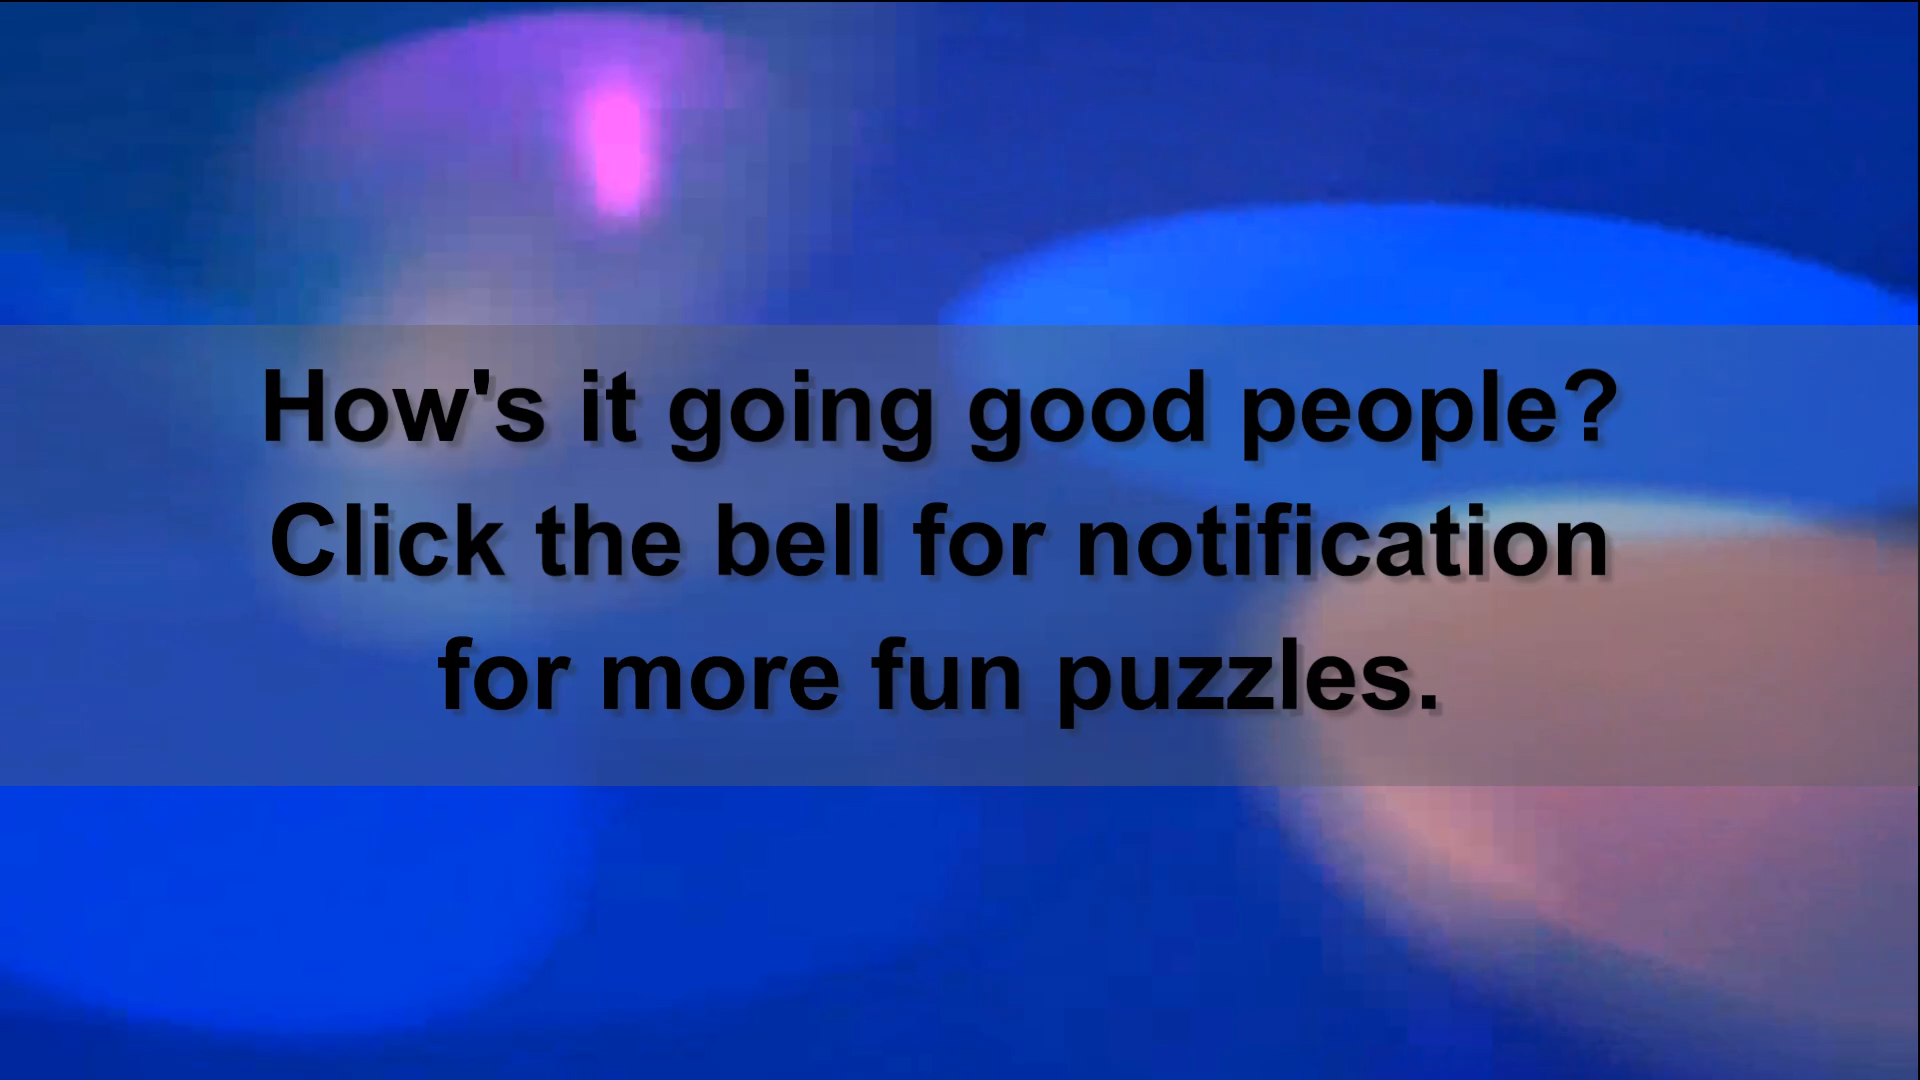 How's it going good people?
Click the bell for notification
for more fun puzzles.